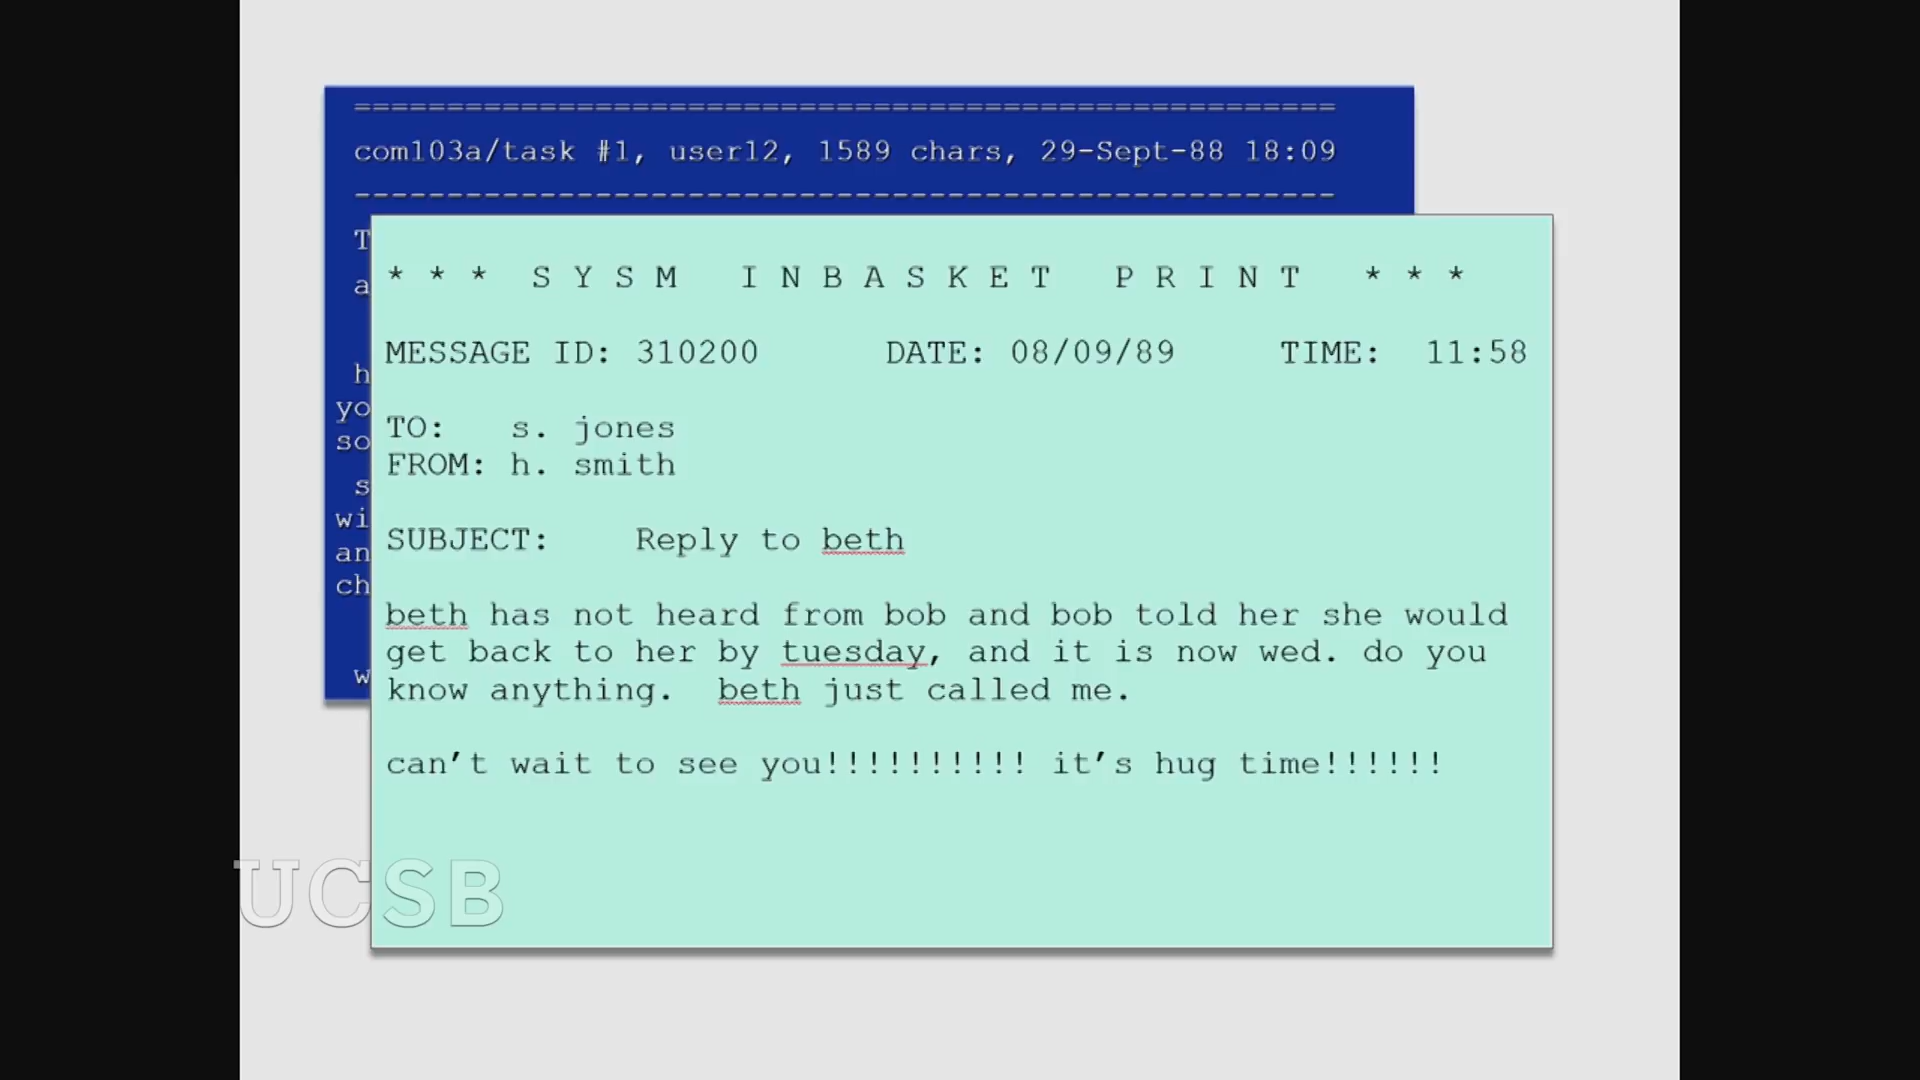 =====================================================
com103a/task #1, user12, 1589 chars, 29-Sept-88 18:09
-----------------------------------------------------
* * * S Y S M I N B A S K E T P R I N T * * *
MESSAGE ID: 310200 DATE: 08/09/89 TIME: 11:58
TO: s. jones
FROM: h. smith
SUBJECT: Reply to beth
beth has not heard from bob and bob told her she would
get back to her by tuesday, and it is now wed. do you
know anything. beth just called me.
can’t wait to see you!!!!!!!!!! it’s hug time!!!!!!
UCSB